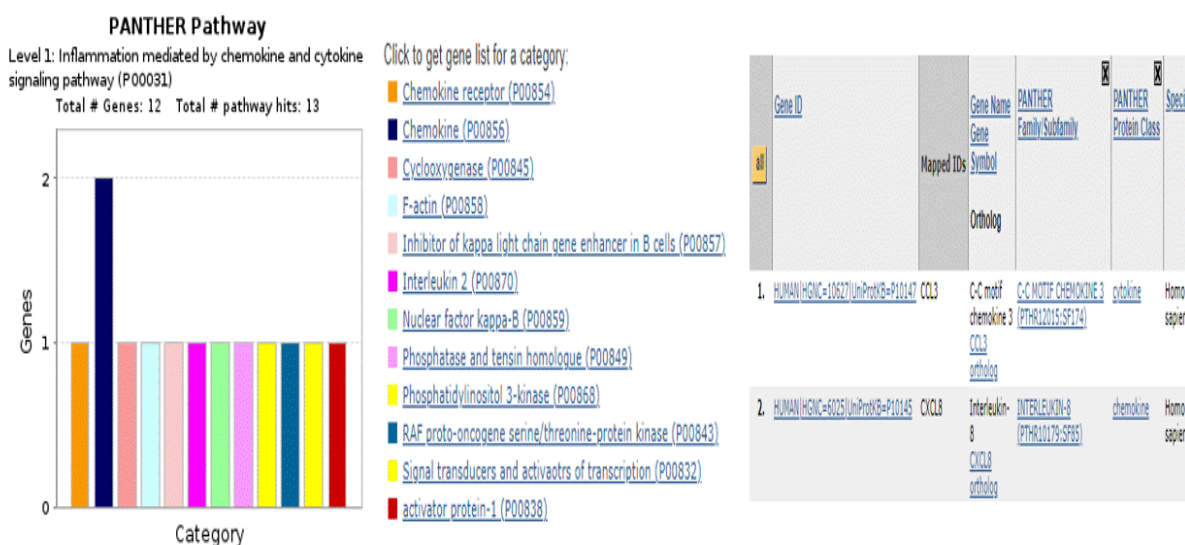 PANTHER Pathway
Level 1: Inflammation mediated by chemokine and cytokine
signaling pathway (P00031)
Total # Genes: 12 Total # pathway hits: 13
2
1
0
Genes
Category
Click to get gene list for a category:
Chemokine receptor (P00854)
Chemokine (P00856)
Cyclooxygenase (P00845)
F-actin (P00858)
Inhibitor of kappa light chain gene enhancer in B cells (P00857)
Interleukin 2 (P00870)
Nuclear factor kappa-B (P00859)
Phosphatase and tensin homologue (P00849)
Phosphatidylinositol 3-kinase (P00868)
RAF proto-oncogene serine/threonine-protein kinase (P00843)
Signal transducers and activaotrs of transcription (P00832)
activator protein-1 (P00838)
all
Gene ID
Mapped IDs
Gene Name
Gene
Symbol
Ortholog
X
PANTHER
Family/Subfamily
X
PANTHER
Protein Class
Speci
1. HUMAN|HGNC=10627|UniProtKB=P10147 CCL3
C-C motif
chemokine 3
CCL3
ortholog
C-C MOTIF CHEMOKINE 3
(PTHR12015:SF174)
cytokine
Homo
sapien
2. HUMAN|HGNC=6025|UniProtKB=P10145 CXCL8
Interleukin-
8
CXCL8
ortholog
INTERLEUKIN-8
(PTHR10179:SF65)
chemokine
Homo
sapien